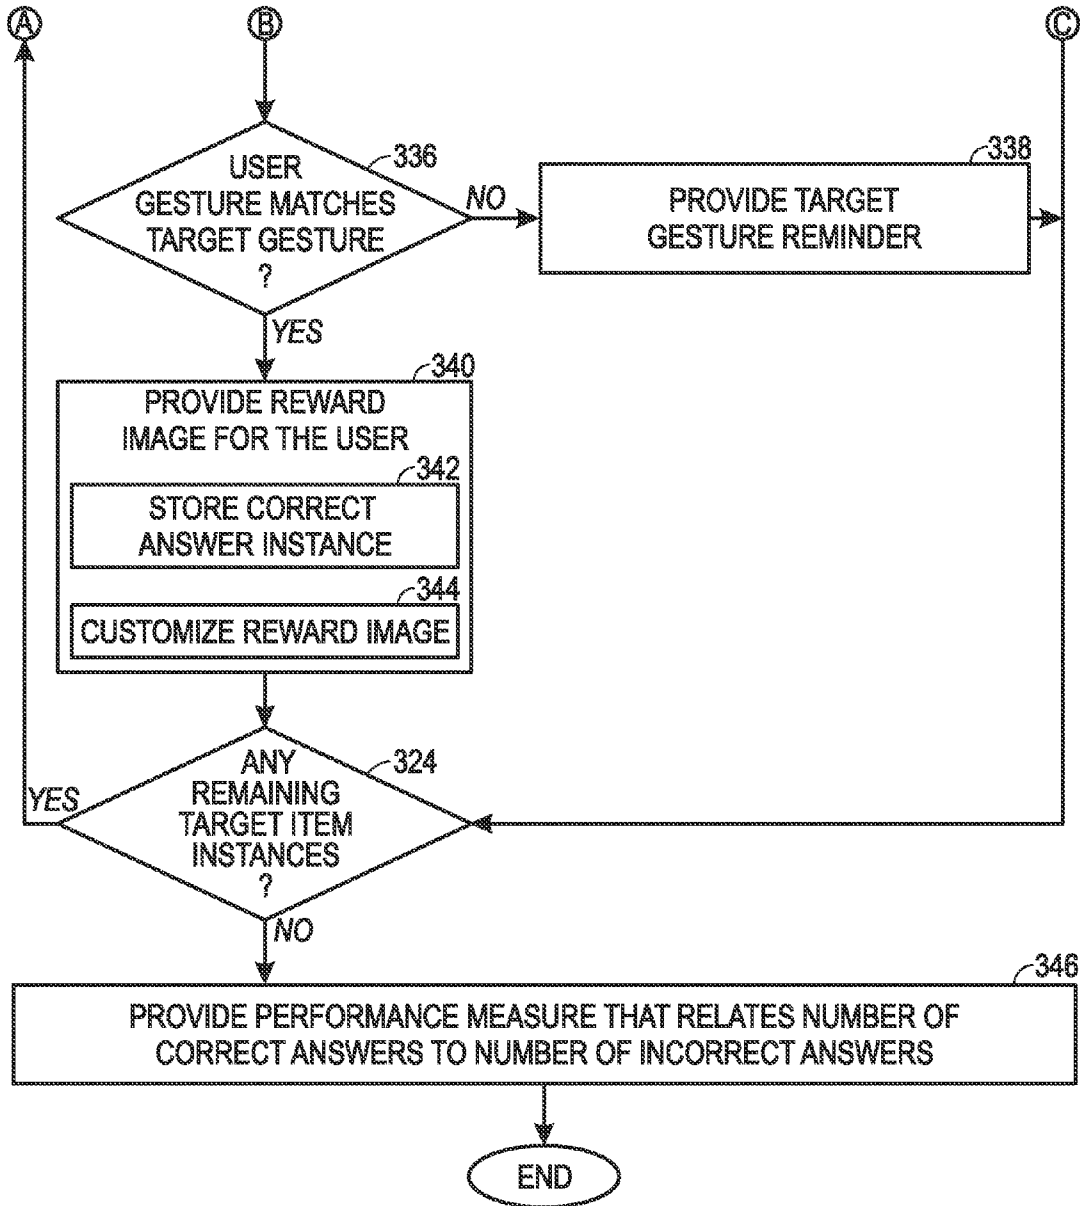 A
B
C
336
USER
GESTURE MATCHES
TARGET GESTURE
?
NO
338
PROVIDE TARGET
GESTURE REMINDER
YES
340
PROVIDE REWARD
IMAGE FOR THE USER
342
STORE CORRECT
ANSWER INSTANCE
344
CUSTOMIZE REWARD IMAGE
324
ANY
REMAINING
TARGET ITEM
INSTANCES
?
YES
NO
346
PROVIDE PERFORMANCE MEASURE THAT RELATES NUMBER OF
CORRECT ANSWERS TO NUMBER OF INCORRECT ANSWERS
END